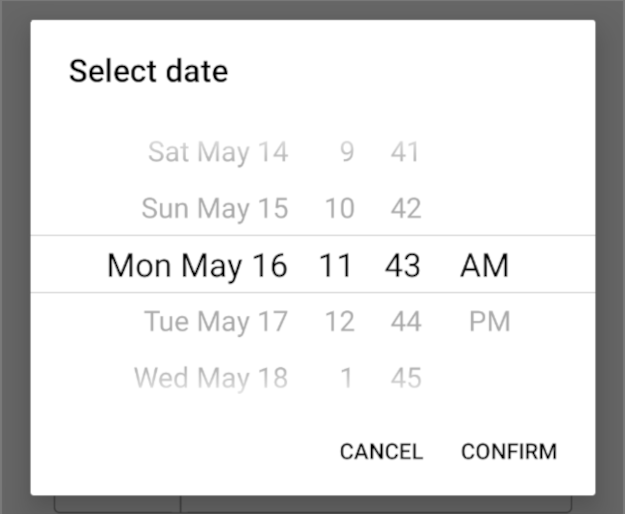 Select date
Sat May 14 9 41
Sun May 15 10 42
Mon May 16 11 43 AM
Tue May 17 12 44 PM
Wed May 18 1 45
CANCEL CONFIRM